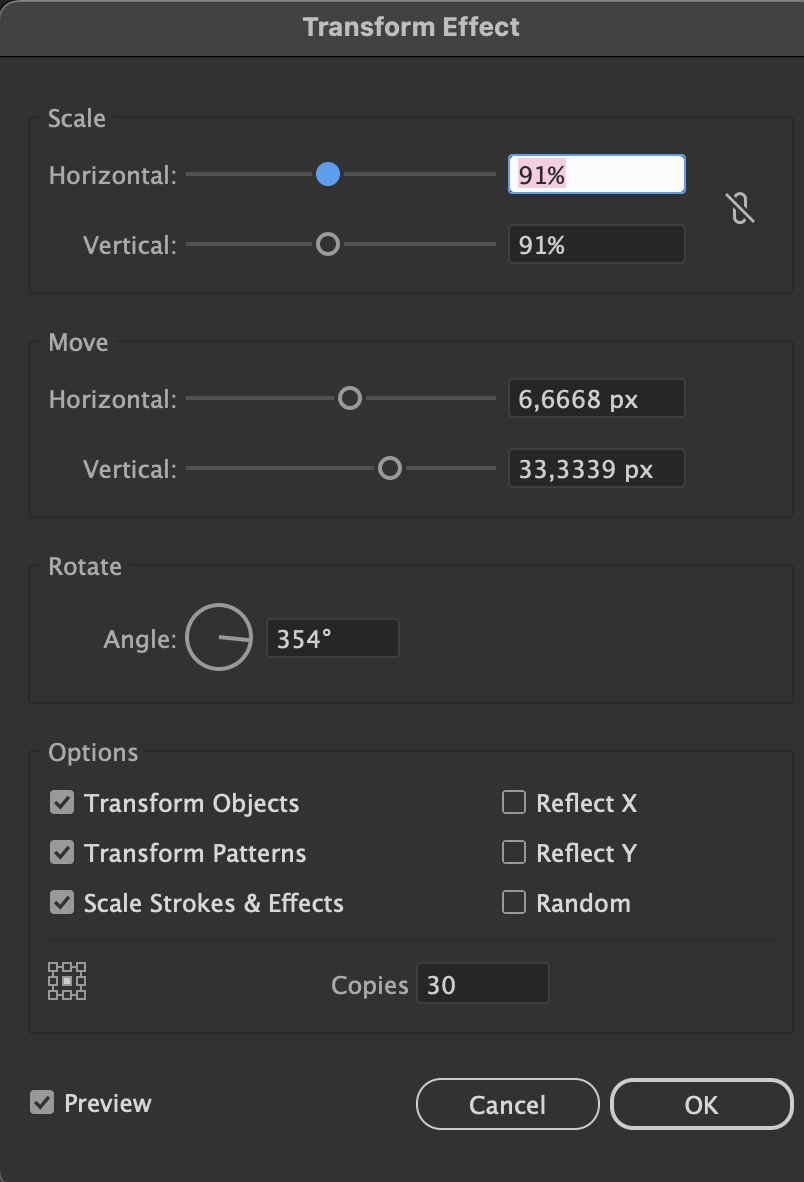 Transform Effect
Scale
Horizontal: 91%
Vertical: 91%
Move
Horizontal: 6,6668 px
Vertical: 33,3339 px
Rotate
Angle: 354°
Options
Transform Objects
Reflect X
Transform Patterns
Reflect Y
Scale Strokes & Effects
Random
Copies 30
Preview
Cancel
OK